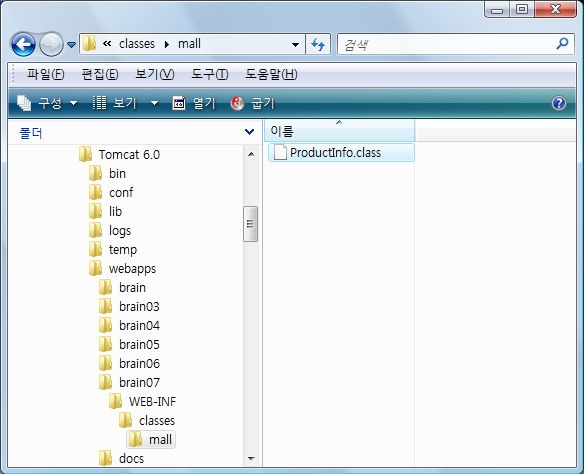 « classes ▸ mall
검색
파일(F) 편집(E) 보기(V) 도구(T) 도움말(H)
구성 보기 열기 굽기
폴더
Tomcat 6.0
bin
conf
lib
logs
temp
webapps
brain
brain03
brain04
brain05
brain06
brain07
WEB-INF
classes
mall
docs
이름
ProductInfo.class